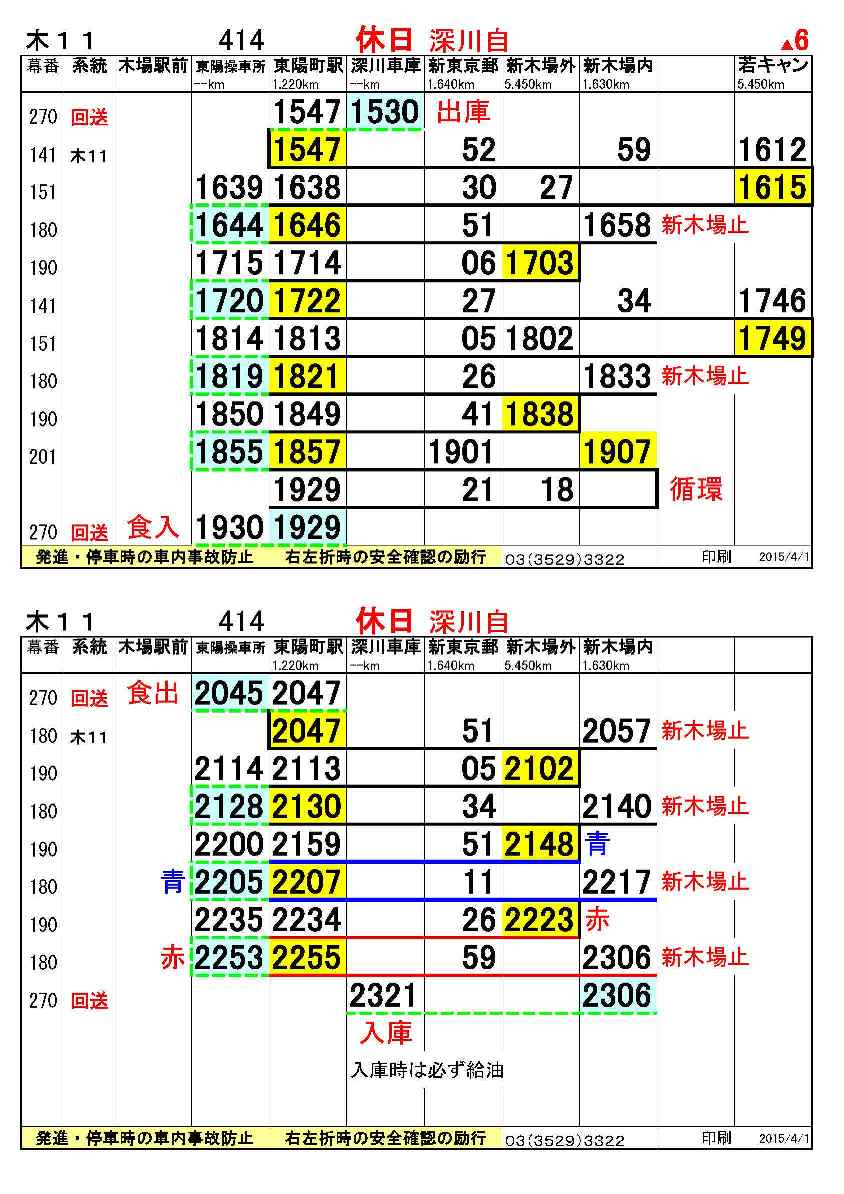 木１１ 414 休日 深川自 ▲6
幕番 系統 木場駅前 東陽操車所 東陽町駅 深川車庫 新東京郵 新木場外 新木場内 若キャン
--km 1.220km --km 1.640km 5.450km 1.630km 5.450km
270 回送 1547 1530 出庫
141 木11 1547 52 59 1612
151 1639 1638 30 27 1615
180 1644 1646 51 1658 新木場止
190 1715 1714 06 1703
141 1720 1722 27 34 1746
151 1814 1813 05 1802 1749
180 1819 1821 26 1833 新木場止
190 1850 1849 41 1838
201 1855 1857 1901 1907
1929 21 18 循環
270 回送 食入 1930 1929
発進・停車時の車内事故防止 右左折時の安全確認の励行 03(3529)3322 印刷 2015/4/1
木１１ 414 休日 深川自
幕番 系統 木場駅前 東陽操車所 東陽町駅 深川車庫 新東京郵 新木場外 新木場内
1.220km --km 1.640km 5.450km 1.630km
270 回送 食出 2045 2047
180 木11 2047 51 2057 新木場止
190 2114 2113 05 2102
180 2128 2130 34 2140 新木場止
190 2200 2159 51 2148 青
180 青 2205 2207 11 2217 新木場止
190 2235 2234 26 2223 赤
180 赤 2253 2255 59 2306 新木場止
270 回送 2321 2306
入庫
入庫時は必ず給油
発進・停車時の車内事故防止 右左折時の安全確認の励行 03(3529)3322 印刷 2015/4/1